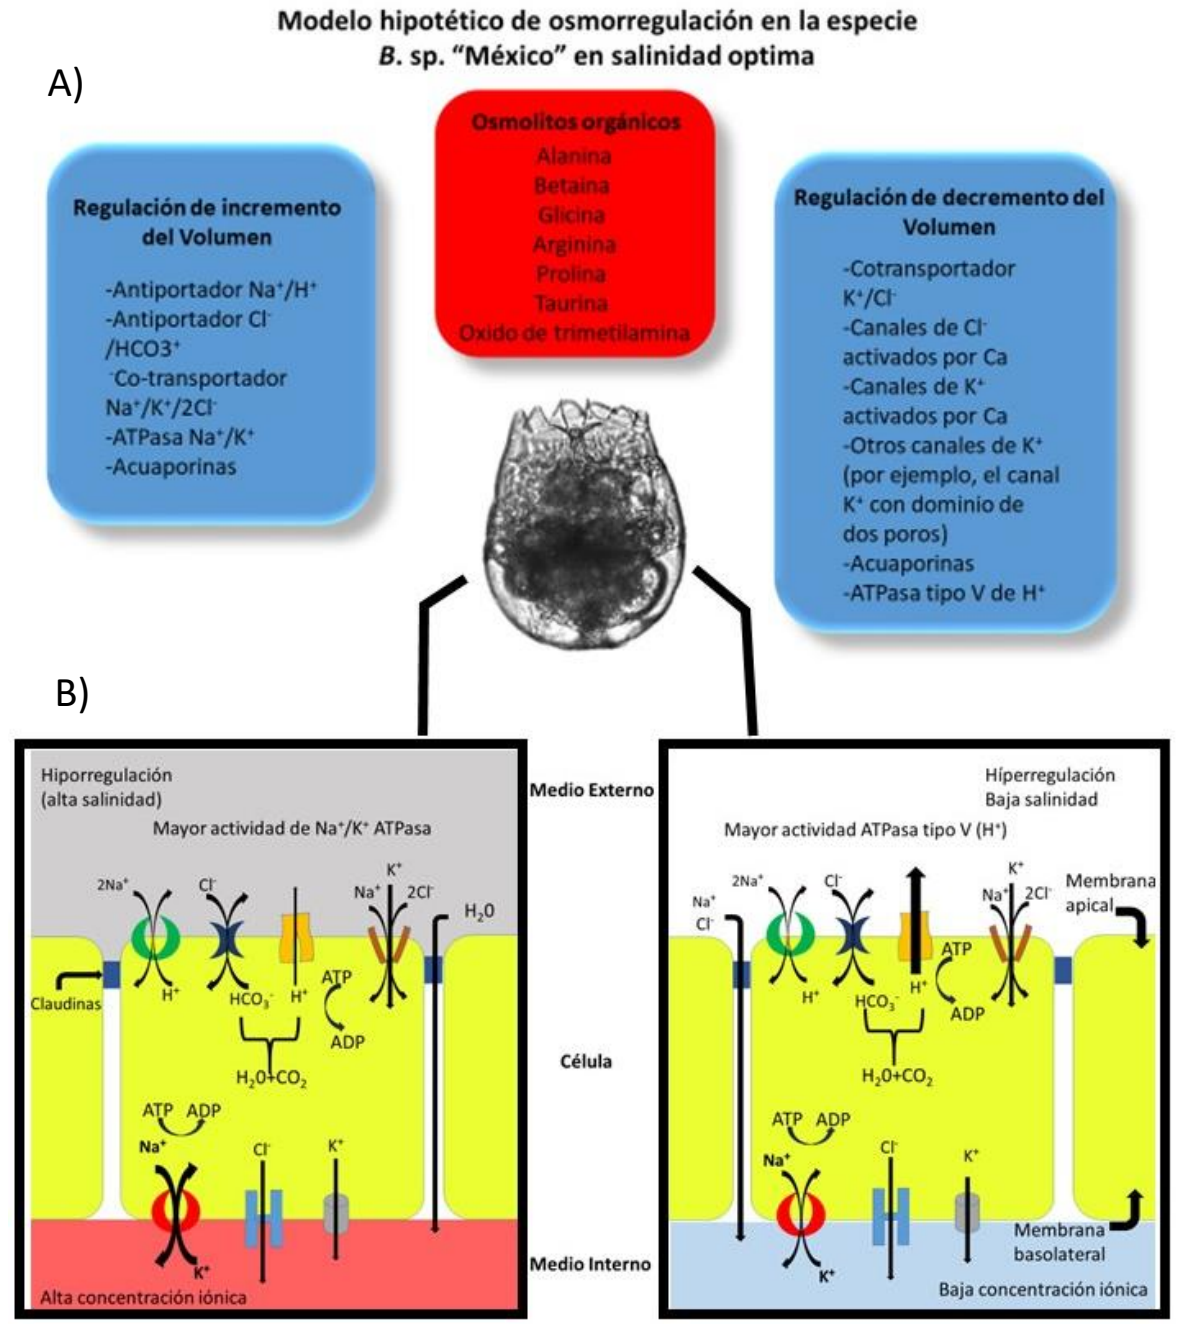 Modelo hipotético de osmorregulación en la especie
B. sp. “México” en salinidad optima
A)
Regulación de incremento
del Volumen
-Antiportador Na⁺/H⁺
-Antiportador Cl⁻
/HCO3⁺
⁻Co-transportador
Na⁺/K⁺/2Cl⁻
-ATPasa Na⁺/K⁺
-Acuaporinas
Osmolitos orgánicos
Alanina
Betaina
Glicina
Arginina
Prolina
Taurina
Oxido de trimetilamina
Regulación de decremento del
Volumen
-Cotransportador
K⁺/Cl⁻
-Canales de Cl⁻
activados por Ca
-Canales de K⁺
activados por Ca
-Otros canales de K⁺
(por ejemplo, el canal
K⁺ con dominio de
dos poros)
-Acuaporinas
-ATPasa tipo V de H⁺
B)
Hiporregulación
(alta salinidad)
Mayor actividad de Na⁺/K⁺ ATPasa
2Na⁺
Cl⁻
K⁺
Na⁺
2Cl⁻
H₂0
Claudinas
H⁺
HCO₃⁻
H⁺
ATP
ADP
H₂0+CO₂
ATP ADP
Na⁺
Cl⁻
K⁺
K⁺
Alta concentración iónica
Medio Externo
Célula
Medio Interno
Híperregulación
Baja salinidad
Mayor actividad ATPasa tipo V (H⁺)
Na⁺
Cl⁻
2Na⁺
Cl⁻
K⁺
Na⁺
2Cl⁻
Membrana
apical
H⁺
HCO₃⁻
H⁺
ATP
ADP
H₂0+CO₂
ATP ADP
Na⁺
Cl⁻
K⁺
K⁺
Membrana
basolateral
Baja concentración iónica